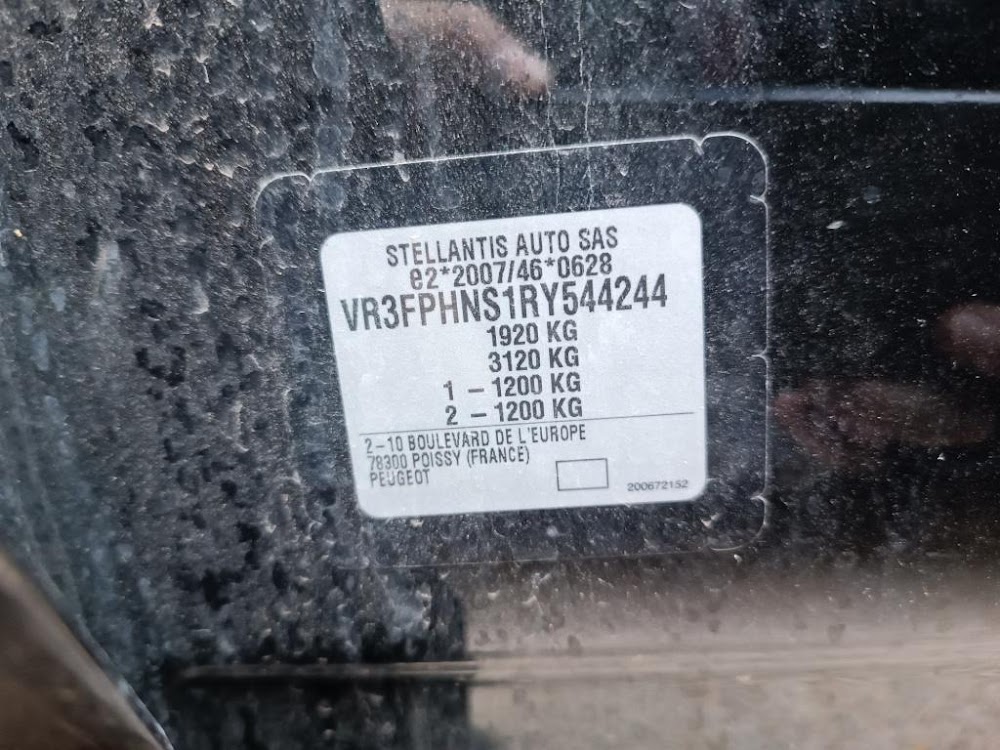 STELLANTIS AUTO SAS
e2*2007/46*0628
VR3FPHNS1RY544244
1920 KG
3120 KG
1 - 1200 KG
2 - 1200 KG
2-10 BOULEVARD DE L'EUROPE
78300 POISSY (FRANCE)
PEUGEOT
200672152